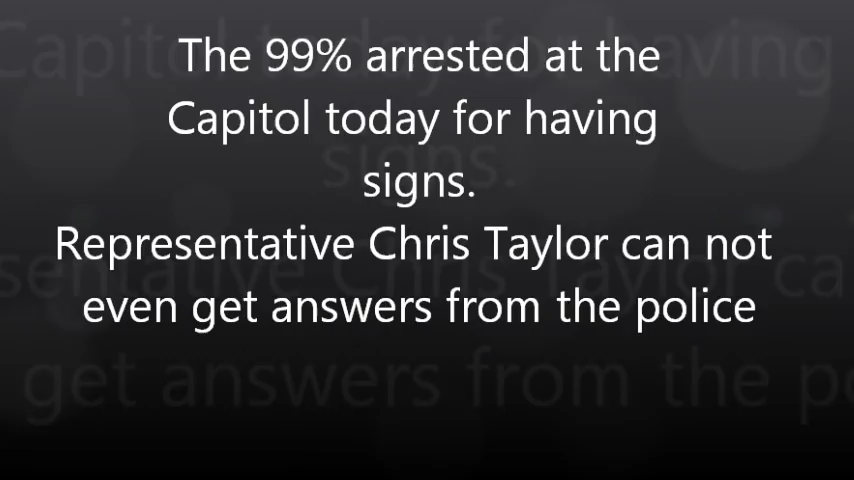 The 99% arrested at the
Capitol today for having
signs.
Representative Chris Taylor can not
even get answers from the police